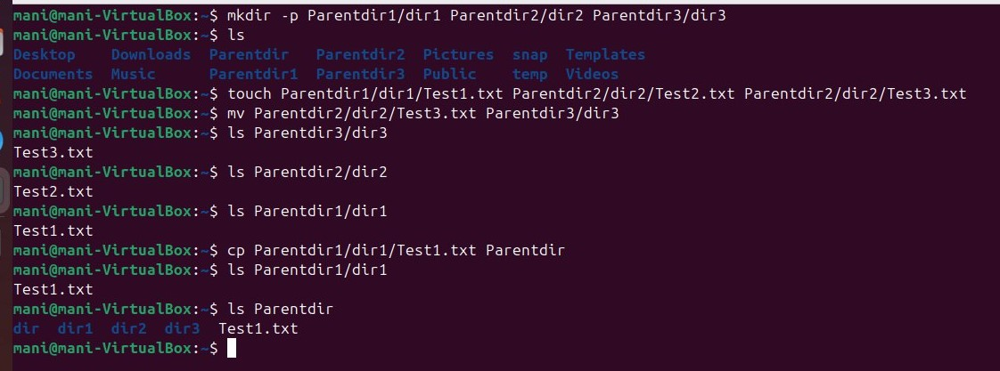 mani@mani-VirtualBox:~$ mkdir -p Parentdir1/dir1 Parentdir2/dir2 Parentdir3/dir3
mani@mani-VirtualBox:~$ ls
Desktop    Downloads  Parentdir   Parentdir2  Pictures  snap  Templates
Documents  Music      Parentdir1  Parentdir3  Public    temp  Videos
mani@mani-VirtualBox:~$ touch Parentdir1/dir1/Test1.txt Parentdir2/dir2/Test2.txt Parentdir2/dir2/Test3.txt
mani@mani-VirtualBox:~$ mv Parentdir2/dir2/Test3.txt Parentdir3/dir3
mani@mani-VirtualBox:~$ ls Parentdir3/dir3
Test3.txt
mani@mani-VirtualBox:~$ ls Parentdir2/dir2
Test2.txt
mani@mani-VirtualBox:~$ ls Parentdir1/dir1
Test1.txt
mani@mani-VirtualBox:~$ cp Parentdir1/dir1/Test1.txt Parentdir
mani@mani-VirtualBox:~$ ls Parentdir1/dir1
Test1.txt
mani@mani-VirtualBox:~$ ls Parentdir
dir  dir1  dir2  dir3  Test1.txt
mani@mani-VirtualBox:~$